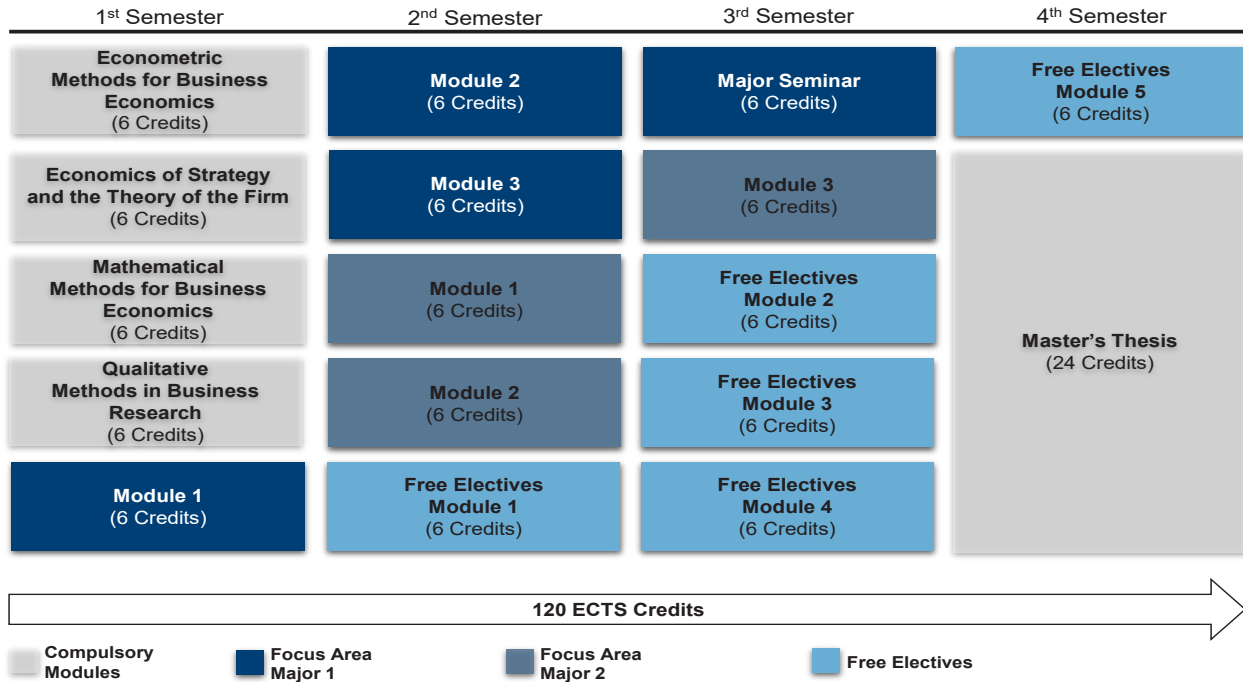 1st Semester
2nd Semester
3rd Semester
4th Semester
Econometric
Methods for Business
Economics
(6 Credits)
Module 2
(6 Credits)
Major Seminar
(6 Credits)
Free Electives
Module 5
(6 Credits)
Economics of Strategy
and the Theory of the Firm
(6 Credits)
Module 3
(6 Credits)
Module 3
(6 Credits)
Mathematical
Methods for Business
Economics
(6 Credits)
Module 1
(6 Credits)
Free Electives
Module 2
(6 Credits)
Master’s Thesis
(24 Credits)
Qualitative
Methods in Business
Research
(6 Credits)
Module 2
(6 Credits)
Free Electives
Module 3
(6 Credits)
Module 1
(6 Credits)
Free Electives
Module 1
(6 Credits)
Free Electives
Module 4
(6 Credits)
120 ECTS Credits
Compulsory
Modules
Focus Area
Major 1
Focus Area
Major 2
Free Electives